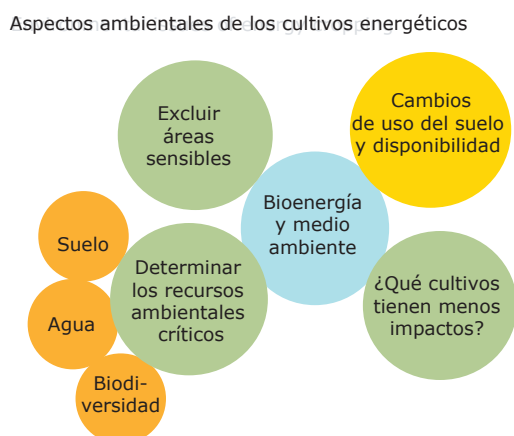 Aspectos ambientales de los cultivos energéticos
Excluir
áreas
sensibles
Cambios
de uso del suelo
y disponibilidad
Bioenergía
y medio
ambiente
Suelo
Determinar
los recursos
ambientales
críticos
¿Qué cultivos
tienen menos
impactos?
Agua
Biodi-
versidad